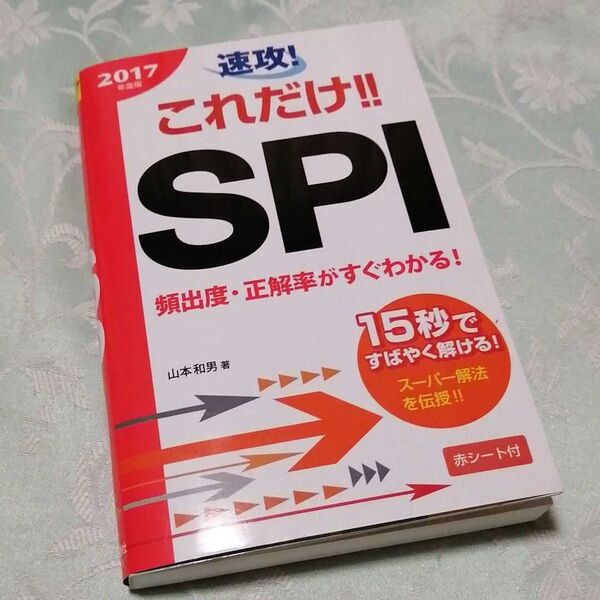 2017
年度版
速攻!
これだけ!!
SPI
頻出度・正解率がすぐわかる!
15秒で
すばやく解ける!
スーパー解法
を伝授!!
山本和男 著
赤シート付